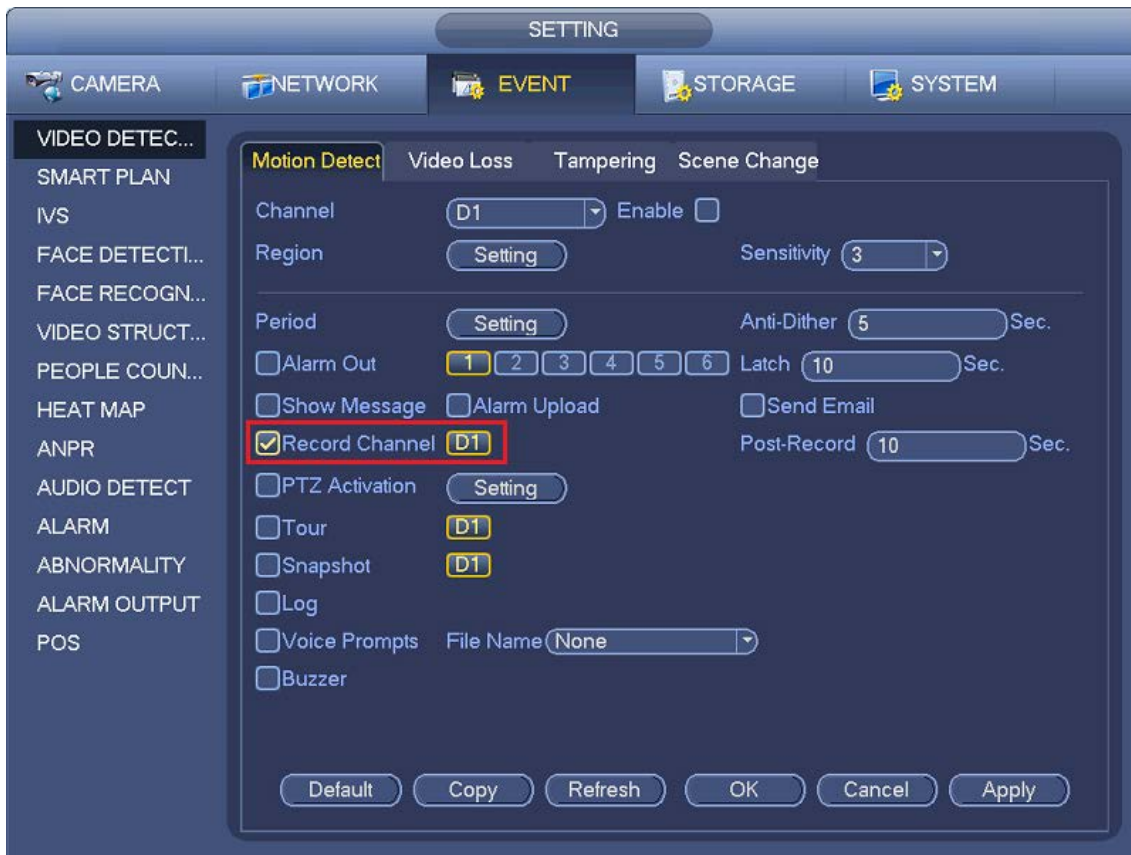 SETTING
CAMERA NETWORK EVENT STORAGE SYSTEM
VIDEO DETEC...
SMART PLAN
IVS
FACE DETECTI...
FACE RECOGN...
VIDEO STRUCT...
PEOPLE COUN...
HEAT MAP
ANPR
AUDIO DETECT
ALARM
ABNORMALITY
ALARM OUTPUT
POS
Motion Detect Video Loss Tampering Scene Change
Channel D1 Enable
Region Setting Sensitivity 3
Period Setting Anti-Dither 5 Sec.
Alarm Out 1 2 3 4 5 6 Latch 10 Sec.
Show Message Alarm Upload Send Email
Record Channel D1 Post-Record 10 Sec.
PTZ Activation Setting
Tour D1
Snapshot D1
Log
Voice Prompts File Name None
Buzzer
Default Copy Refresh OK Cancel Apply